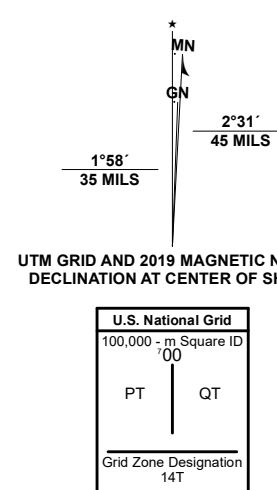 ★
MN
GN
2°31´
45 MILS
1°58´
35 MILS
UTM GRID AND 2019 MAGNETIC N
DECLINATION AT CENTER OF SH
U.S. National Grid
100,000 - m Square ID
⁷00
PT QT
Grid Zone Designation
14T